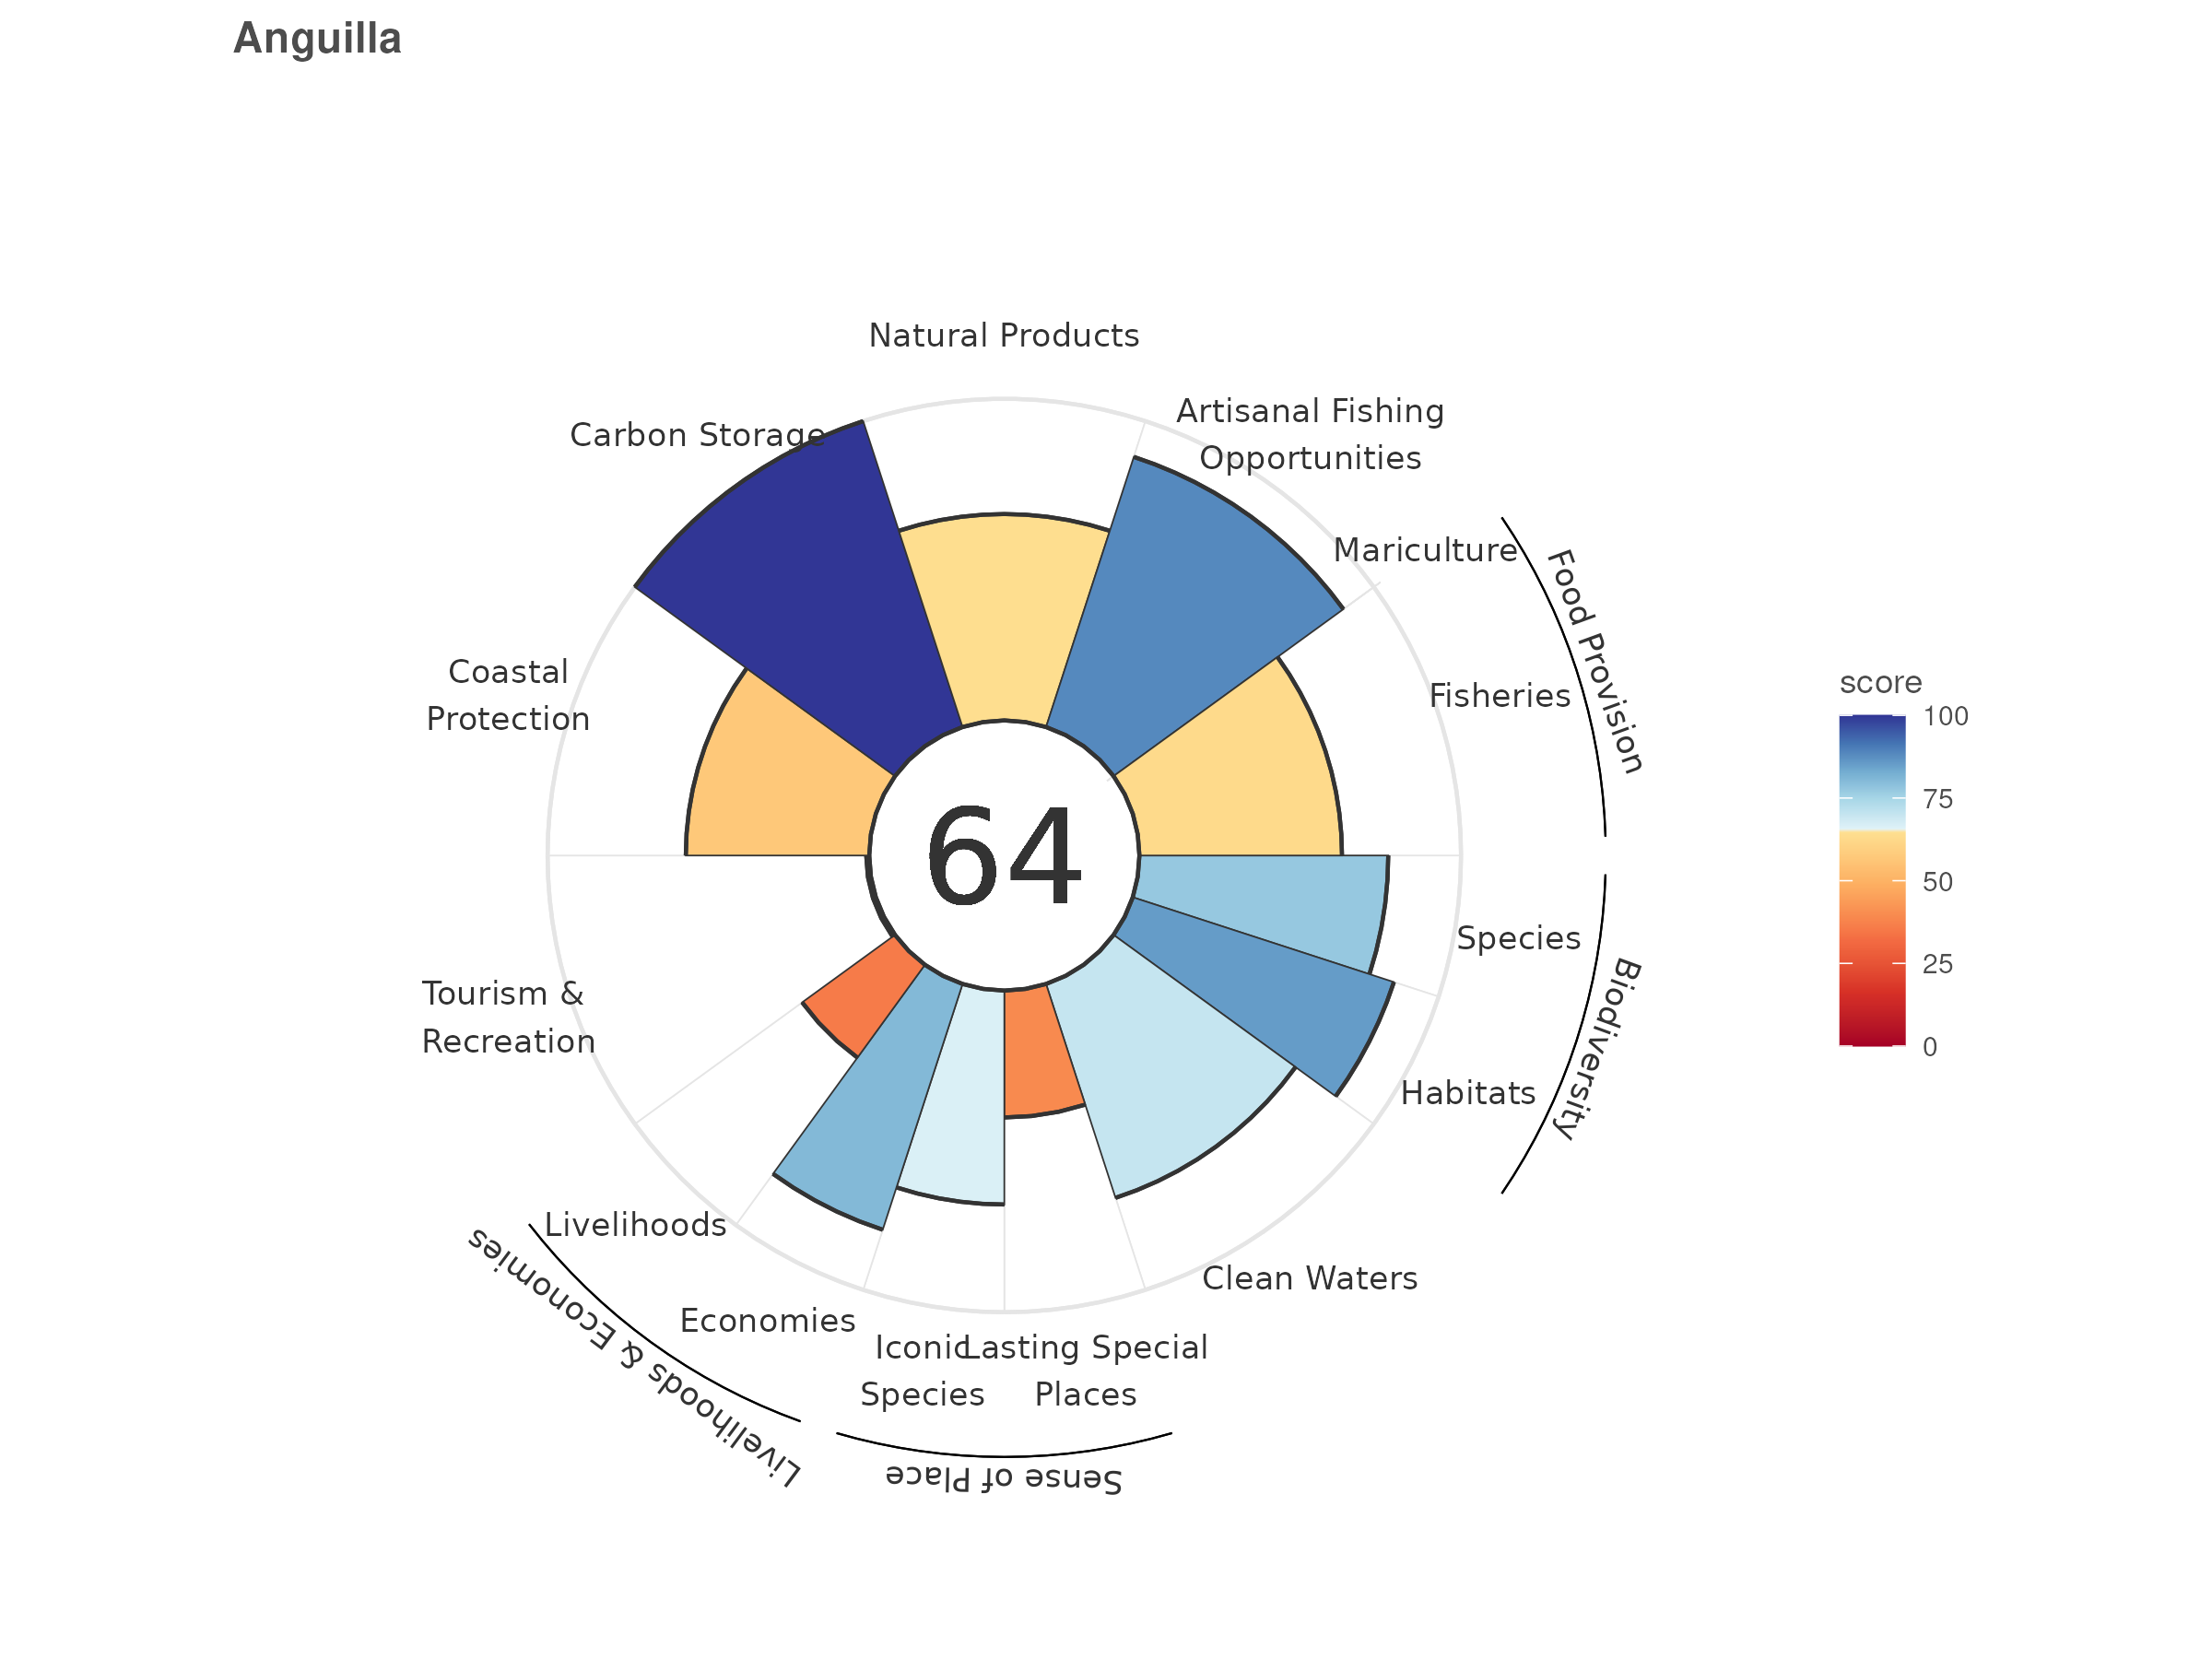 Anguilla
Natural Products
Artisanal Fishing
Opportunities
Carbon Storage
Mariculture
Food Provision
Fisheries
Coastal
Protection
64
score
100
75
50
25
0
Species
Biodiversity
Habitats
Tourism &
Recreation
Livelihoods
Clean Waters
Economies
Livelihoods & Economies
Iconic
Species
Lasting Special
Places
Sense of Place